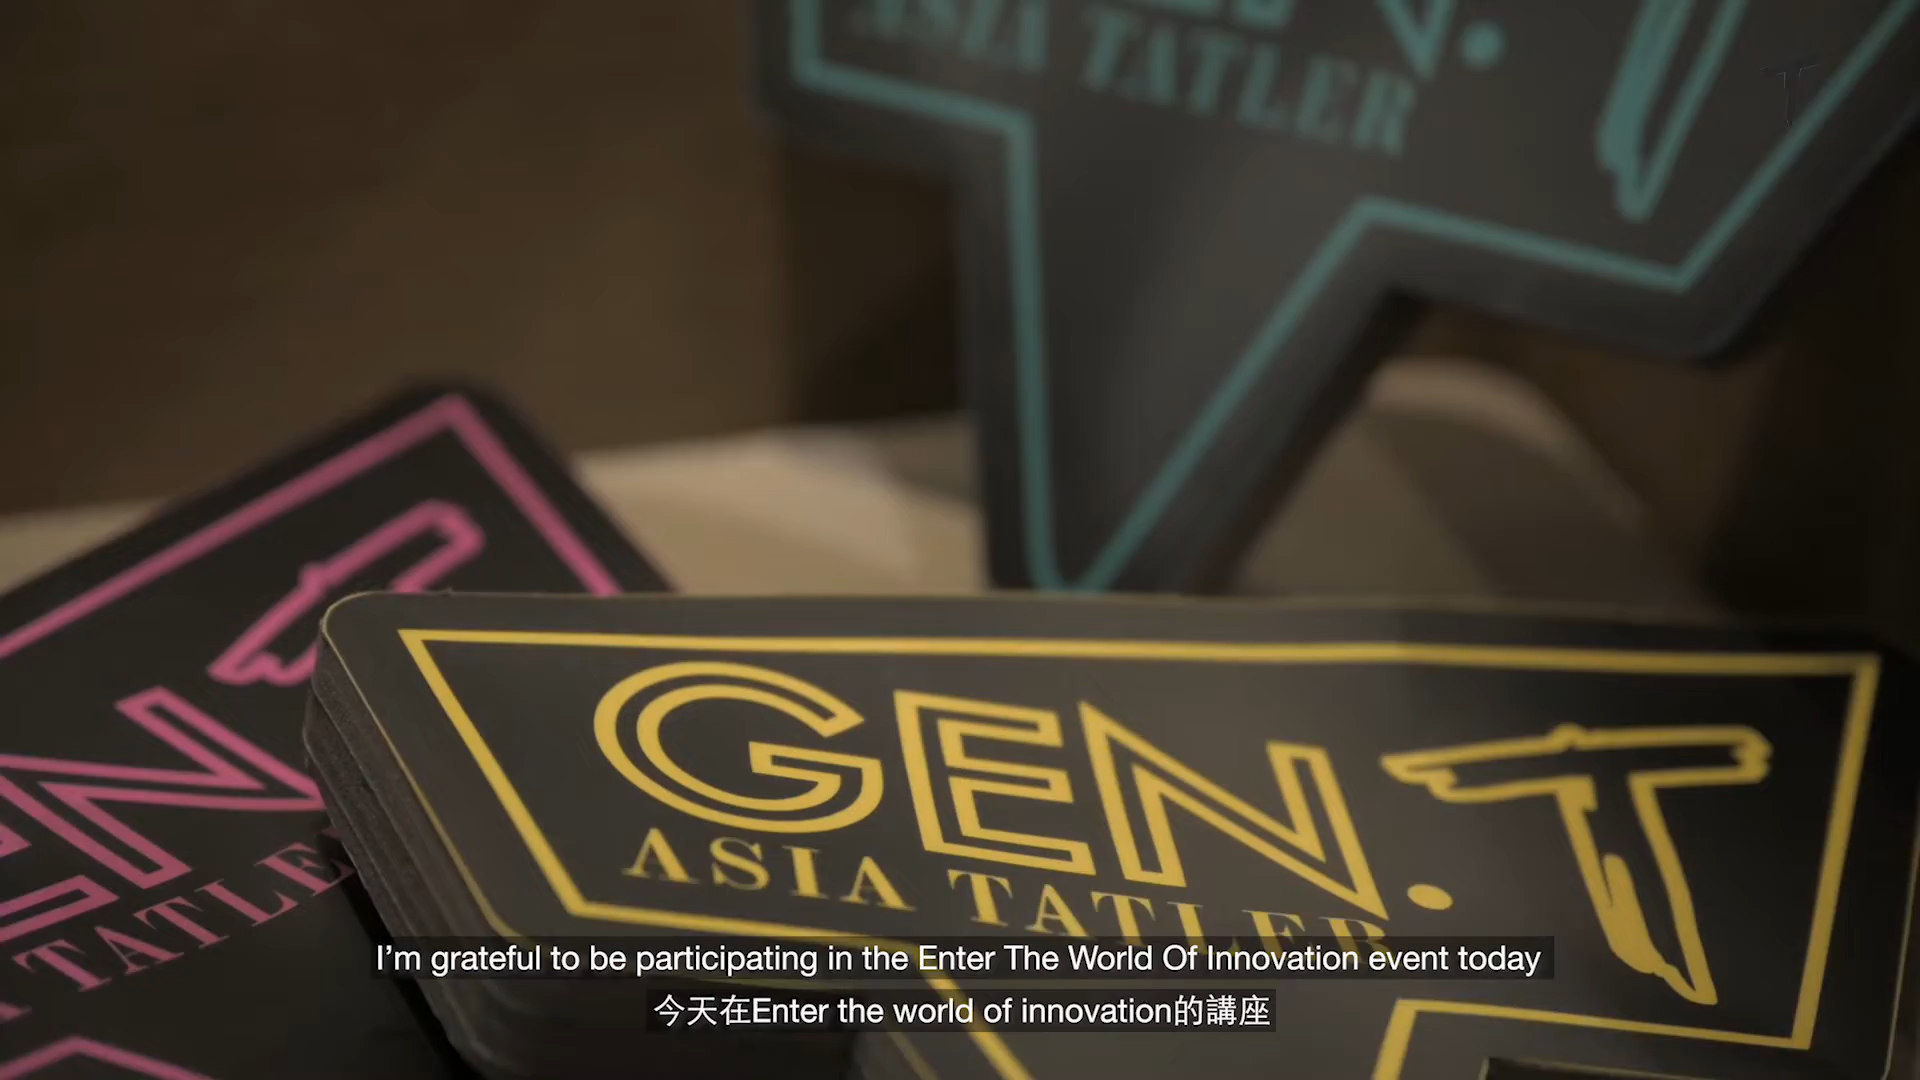 ASIA TATLER
T
GEN.T
ASIA TATLER
TATLE
I'm grateful to be participating in the Enter The World Of Innovation event today
今天在Enter the world of innovation的講座